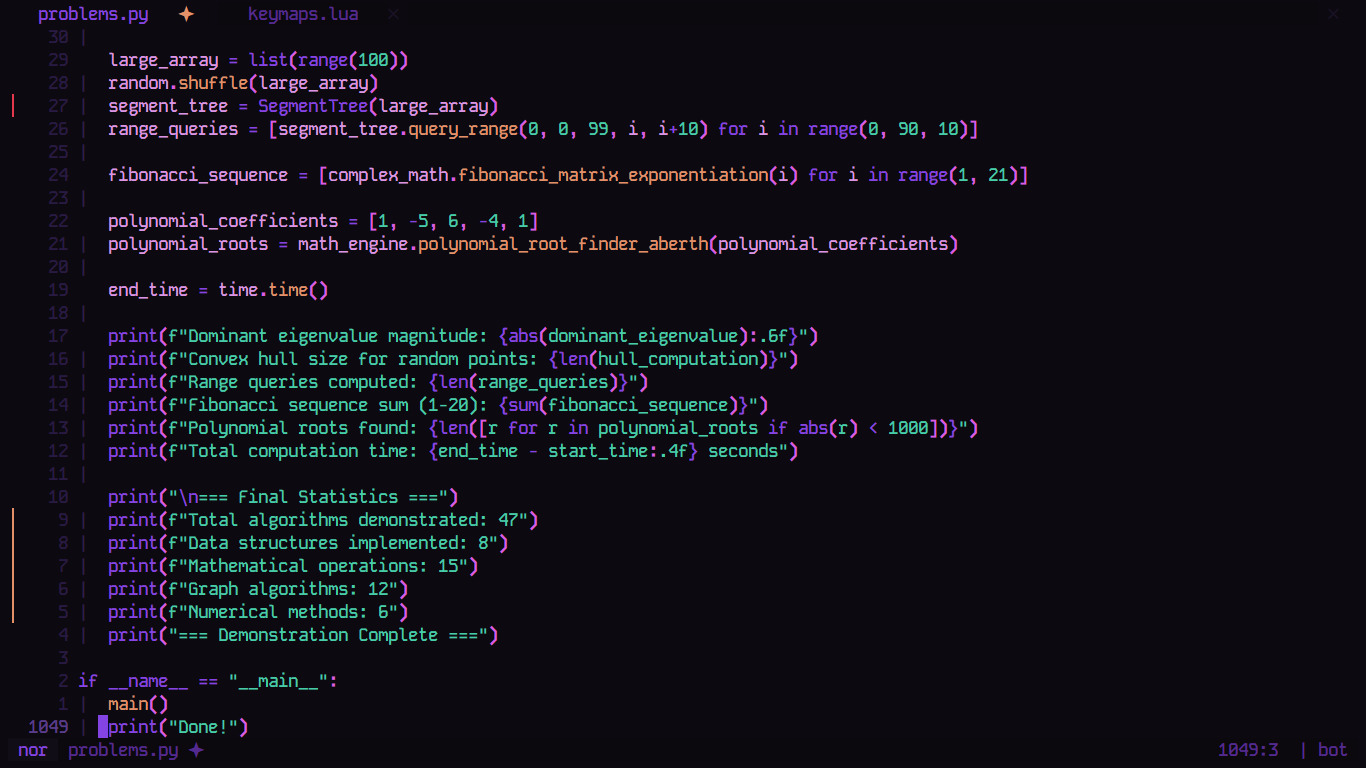 problems.py ✦ keymaps.lua × ×
30 |
29 large_array = list(range(100))
28 | random.shuffle(large_array)
27 | segment_tree = SegmentTree(large_array)
26 | range_queries = [segment_tree.query_range(0, 0, 99, i, i+10) for i in range(0, 90, 10)]
25 |
24 fibonacci_sequence = [complex_math.fibonacci_matrix_exponentiation(i) for i in range(1, 21)]
23 |
22 polynomial_coefficients = [1, -5, 6, -4, 1]
21 | polynomial_roots = math_engine.polynomial_root_finder_aberth(polynomial_coefficients)
20 |
19 end_time = time.time()
18 |
17 print(f"Dominant eigenvalue magnitude: {abs(dominant_eigenvalue):.6f}")
16 | print(f"Convex hull size for random points: {len(hull_computation)}")
15 | print(f"Range queries computed: {len(range_queries)}")
14 | print(f"Fibonacci sequence sum (1-20): {sum(fibonacci_sequence)}")
13 | print(f"Polynomial roots found: {len([r for r in polynomial_roots if abs(r) < 1000])}")
12 | print(f"Total computation time: {end_time - start_time:.4f} seconds")
11 |
10 print("\n=== Final Statistics ===")
9 | print(f"Total algorithms demonstrated: 47")
8 | print(f"Data structures implemented: 8")
7 | print(f"Mathematical operations: 15")
6 | print(f"Graph algorithms: 12")
5 | print(f"Numerical methods: 6")
4 | print("=== Demonstration Complete ===")
3
2 if __name__ == "__main__":
1 | main()
1049 | print("Done!")
nor problems.py ✦ 1049:3 | bot